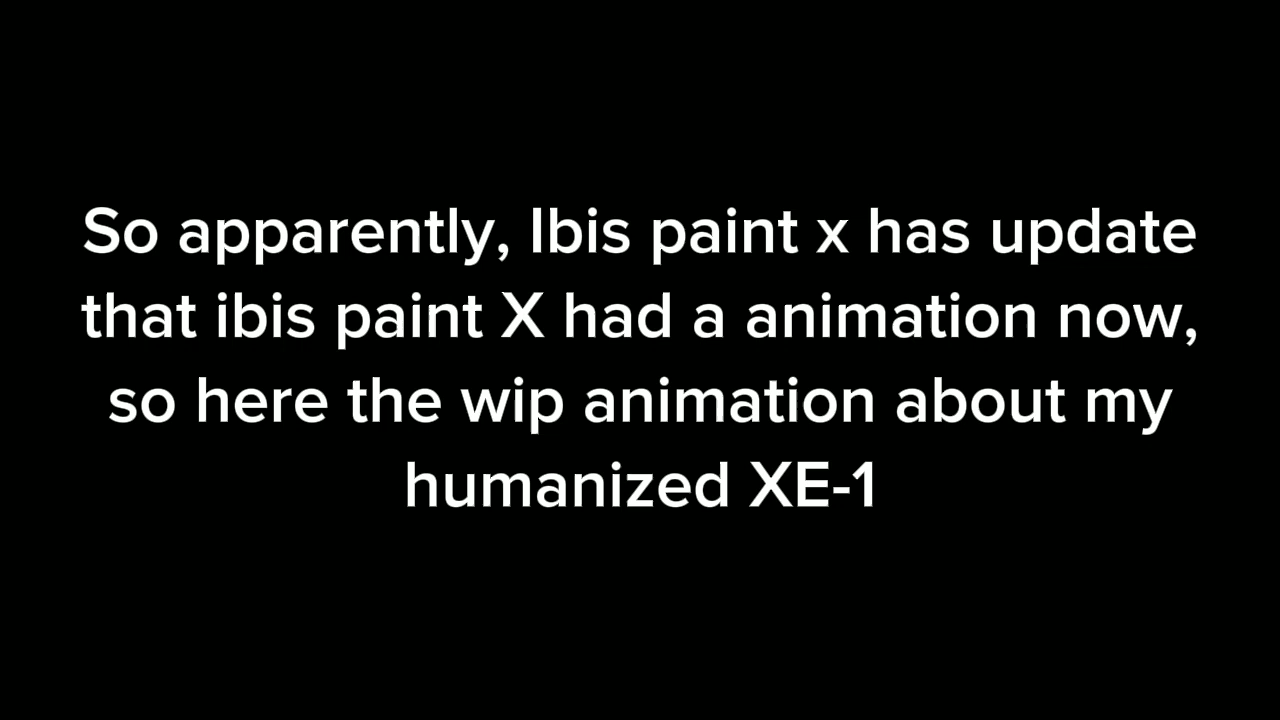 So apparently, Ibis paint x has update
that ibis paint X had a animation now,
so here the wip animation about my
humanized XE-1